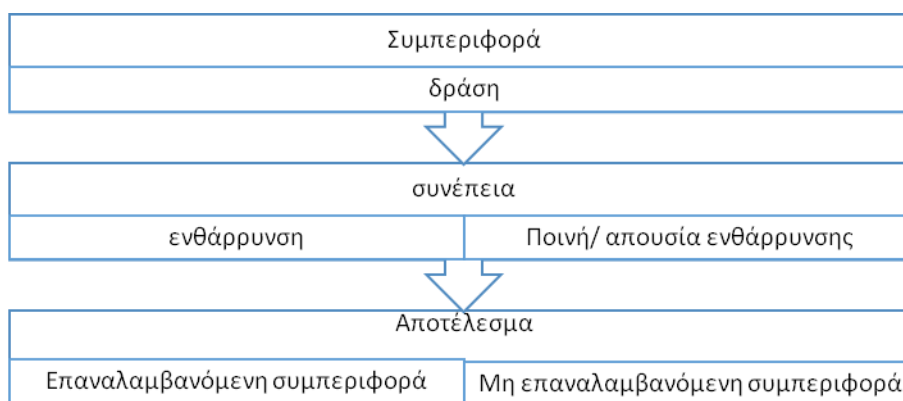 Συμπεριφορά
δράση
συνέπεια
ενθάρρυνση
Ποινή/ απουσία ενθάρρυνσης
Αποτέλεσμα
Επαναλαμβανόμενη συμπεριφορά
Μη επαναλαμβανόμενη συμπεριφορά